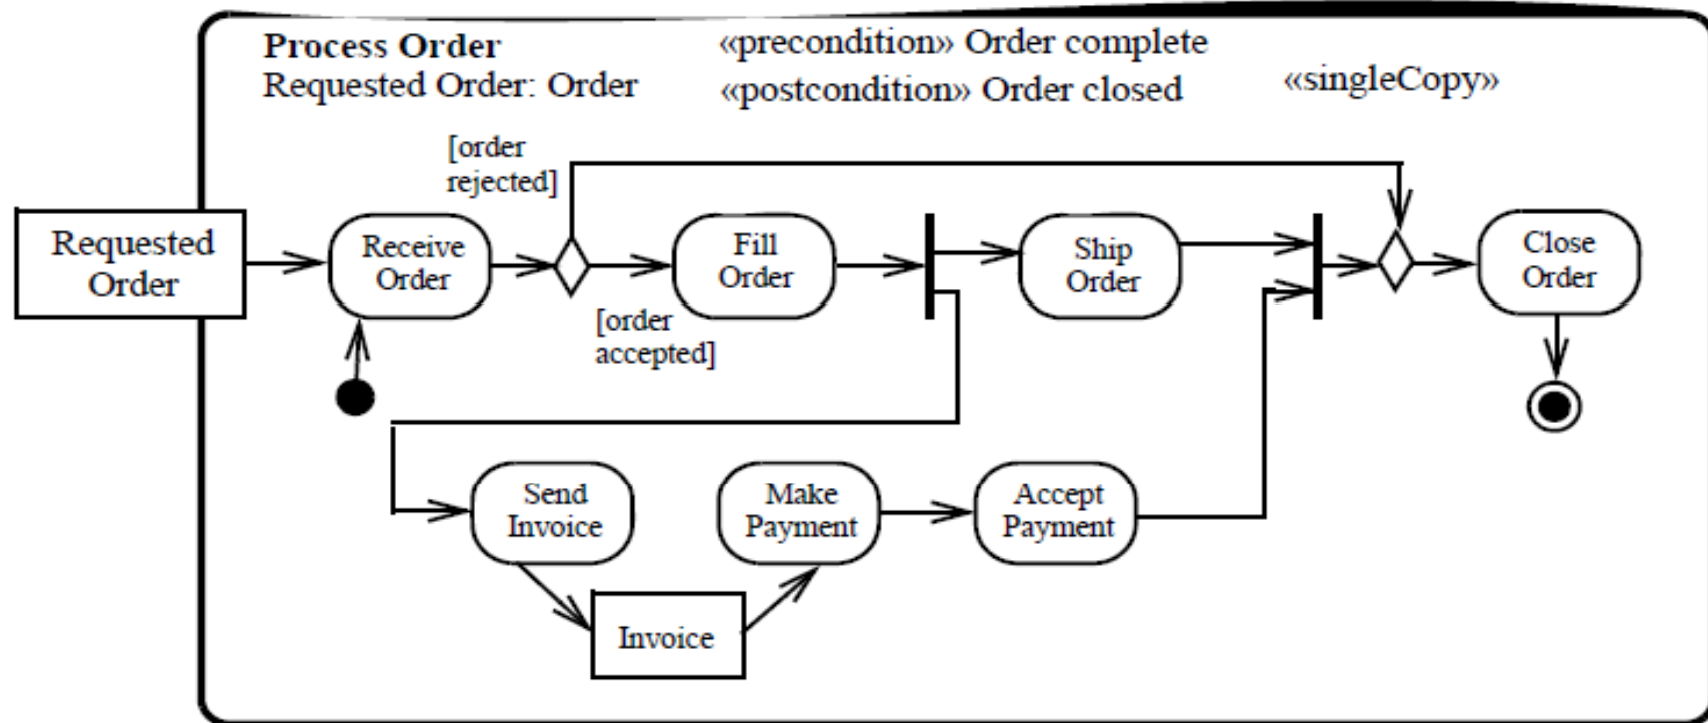 Process Order
Requested Order: Order
«precondition» Order complete
«postcondition» Order closed
«singleCopy»
[order
rejected]
Requested
Order
Receive
Order
Fill
Order
Ship
Order
Close
Order
[order
accepted]
Send
Invoice
Make
Payment
Accept
Payment
Invoice